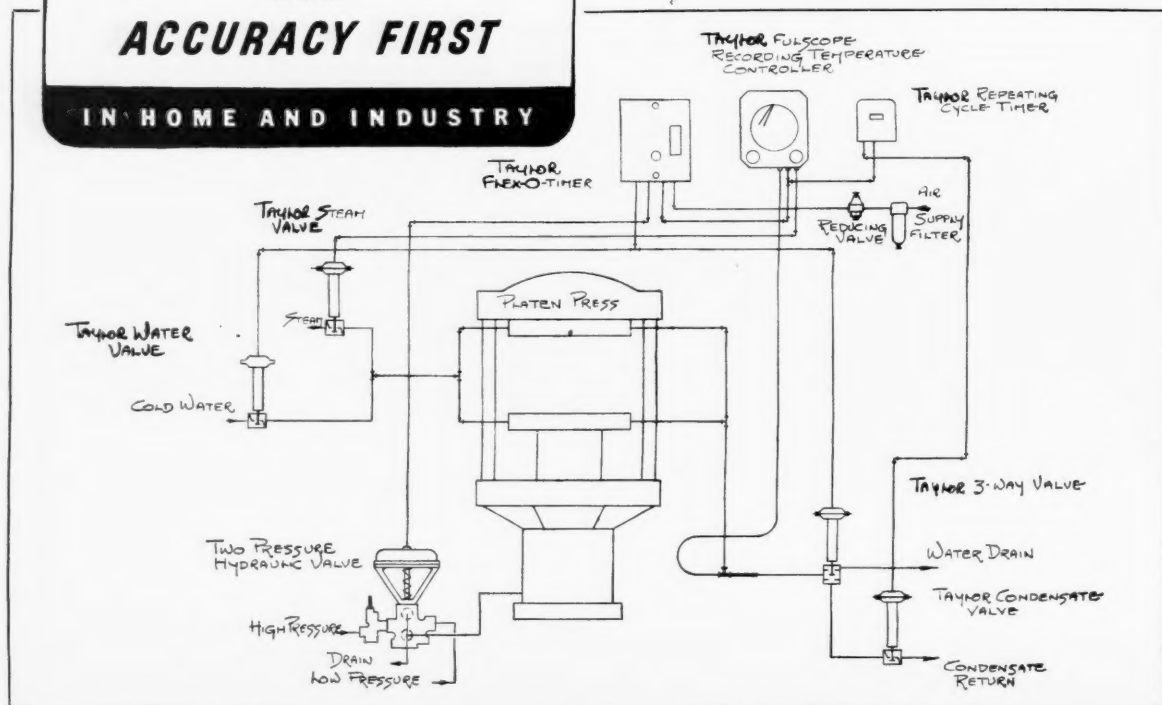 ACCURACY FIRST
IN HOME AND INDUSTRY
TAYLOR FULSCOPE
RECORDING TEMPERATURE
CONTROLLER
TAYLOR REPEATING
CYCLE TIMER
TAYLOR
FLEX-O-TIMER
AIR
SUPPLY
FILTER
REDUCING
VALVE
TAYLOR STEAM
VALVE
STEAM
PLATEN PRESS
TAYLOR WATER
VALVE
COLD WATER
TAYLOR 3-WAY VALVE
TWO PRESSURE
HYDRAULIC VALVE
WATER DRAIN
TAYLOR CONDENSATE
VALVE
HIGH PRESSURE
DRAIN
LOW PRESSURE
CONDENSATE
RETURN